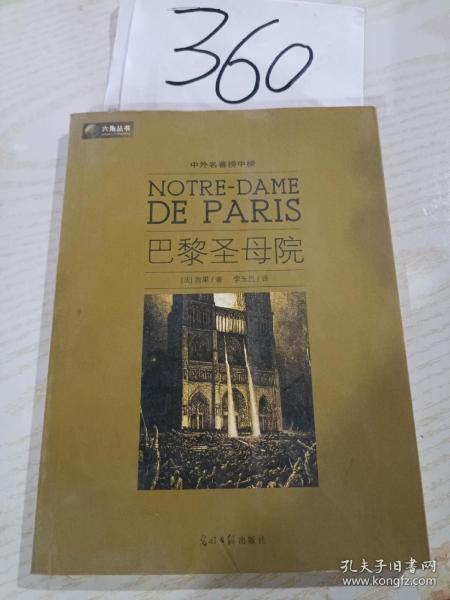 360
六角丛书
中外名著榜中榜
NOTRE-DAME
DE PARIS
巴黎圣母院
[法] 雨果 / 著 李玉民 / 译
光明日报出版社
孔夫子旧书网
www.kongfz.com